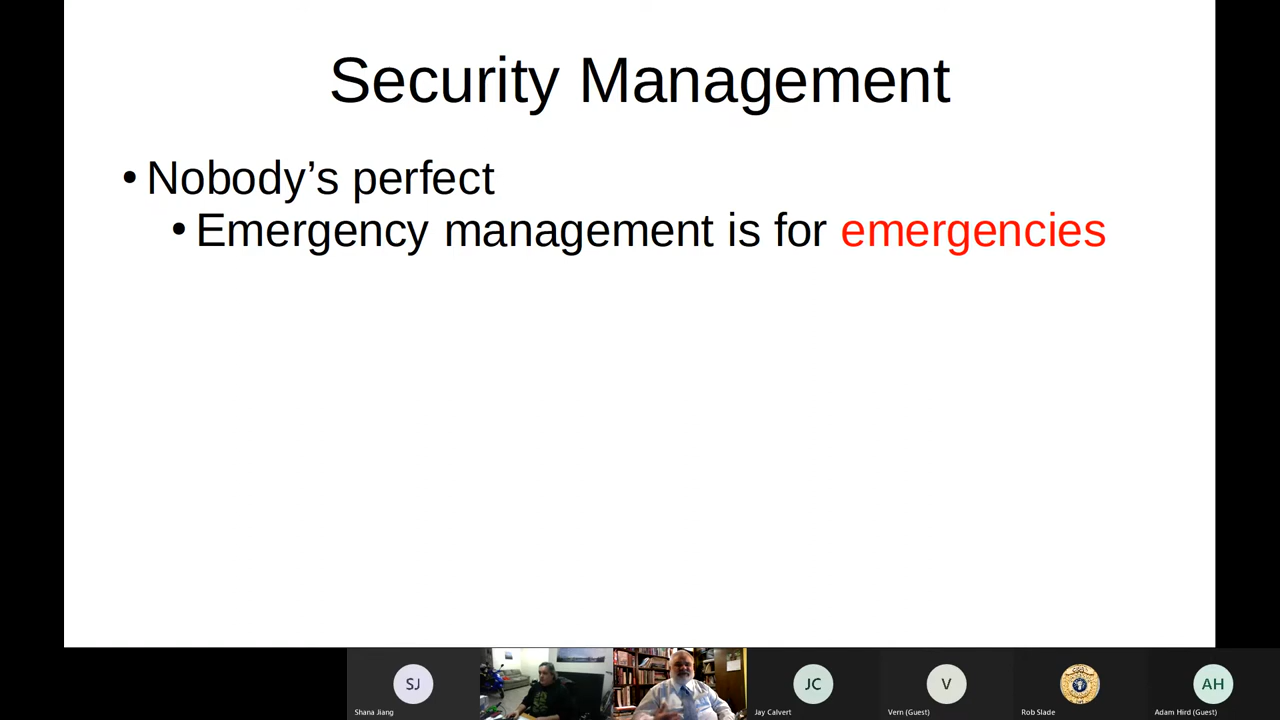 Security Management
• Nobody’s perfect
• Emergency management is for emergencies
SJ
JC
V
AH
Shana Jiang
Jay Calvert
Vern (Guest)
Rob Slade
Adam Hird (Guest)